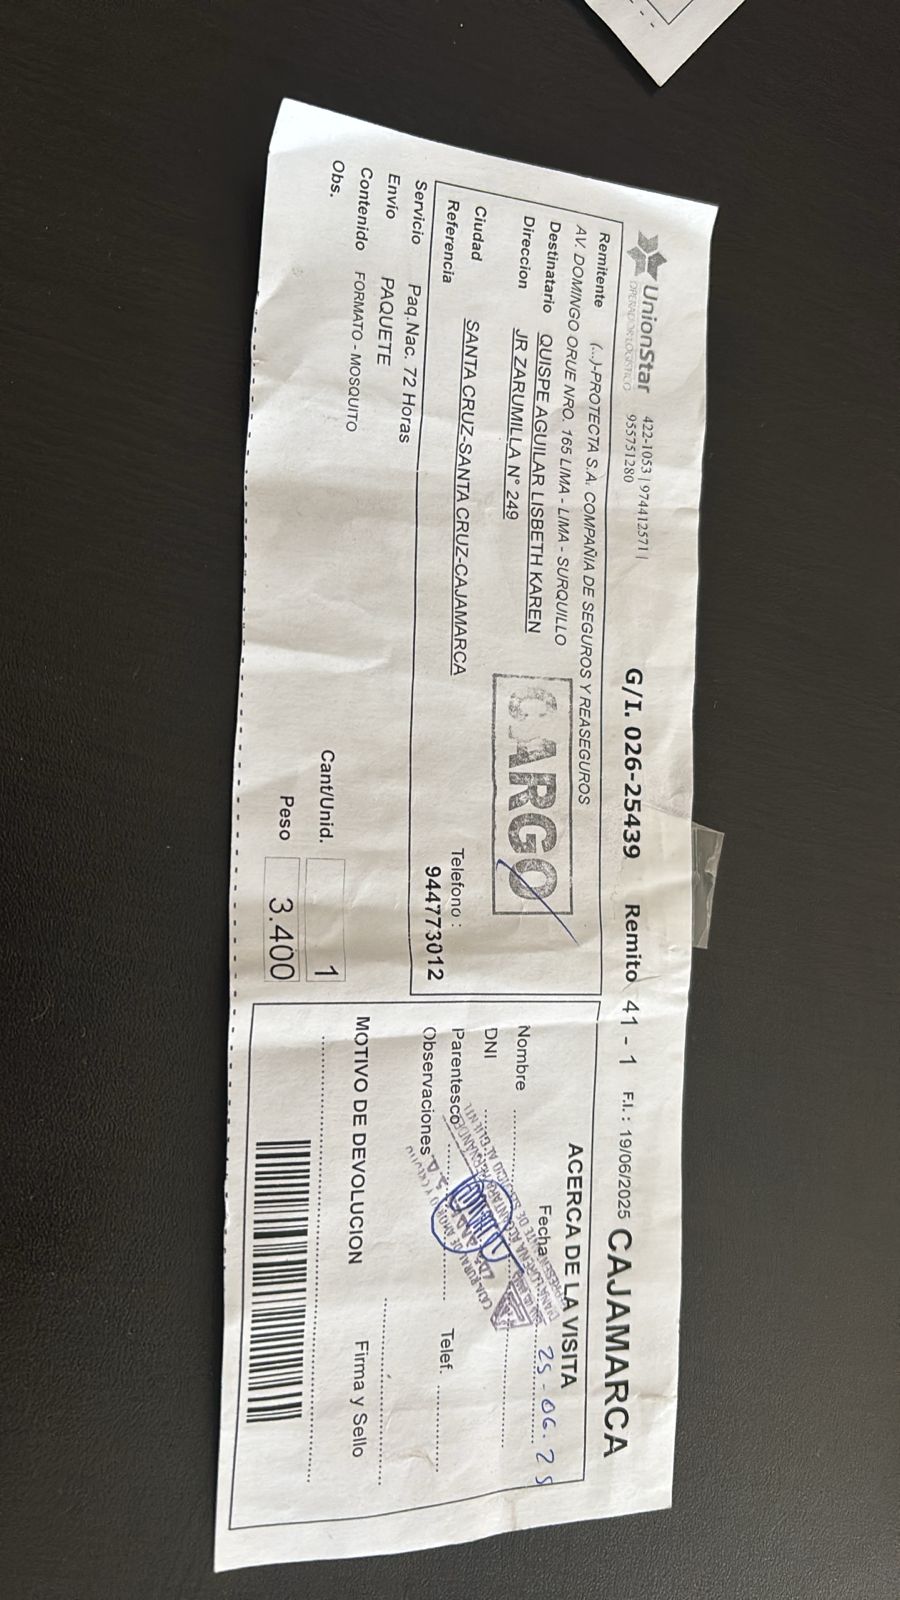 UnionStar
OPERADOR LOGISTICO
422-1053 | 974412571 |
955751280
G/I. 026-25439 Remito 41 - 1 F.I.: 19/06/2025 CAJAMARCA
Remitente (...)-PROTECTA S.A. COMPAÑIA DE SEGUROS Y REASEGUROS
AV. DOMINGO ORUE NRO. 165 LIMA - LIMA - SURQUILLO
Destinatario QUISPE AGUILAR LISBETH KAREN
Direccion JR ZARUMILLA N° 249
CARGO
Ciudad SANTA CRUZ-SANTA CRUZ-CAJAMARCA
Referencia
Telefono :
944773012
Servicio Paq.Nac. 72 Horas
Envio PAQUETE
Contenido FORMATO - MOSQUITO
Obs.
Cant/Unid. 1
Peso 3.400
ACERCA DE LA VISITA
Fecha 25-06.25
Nombre
DNI
Parentesco
Telef.
Observaciones
MOTIVO DE DEVOLUCION
Firma y Sello